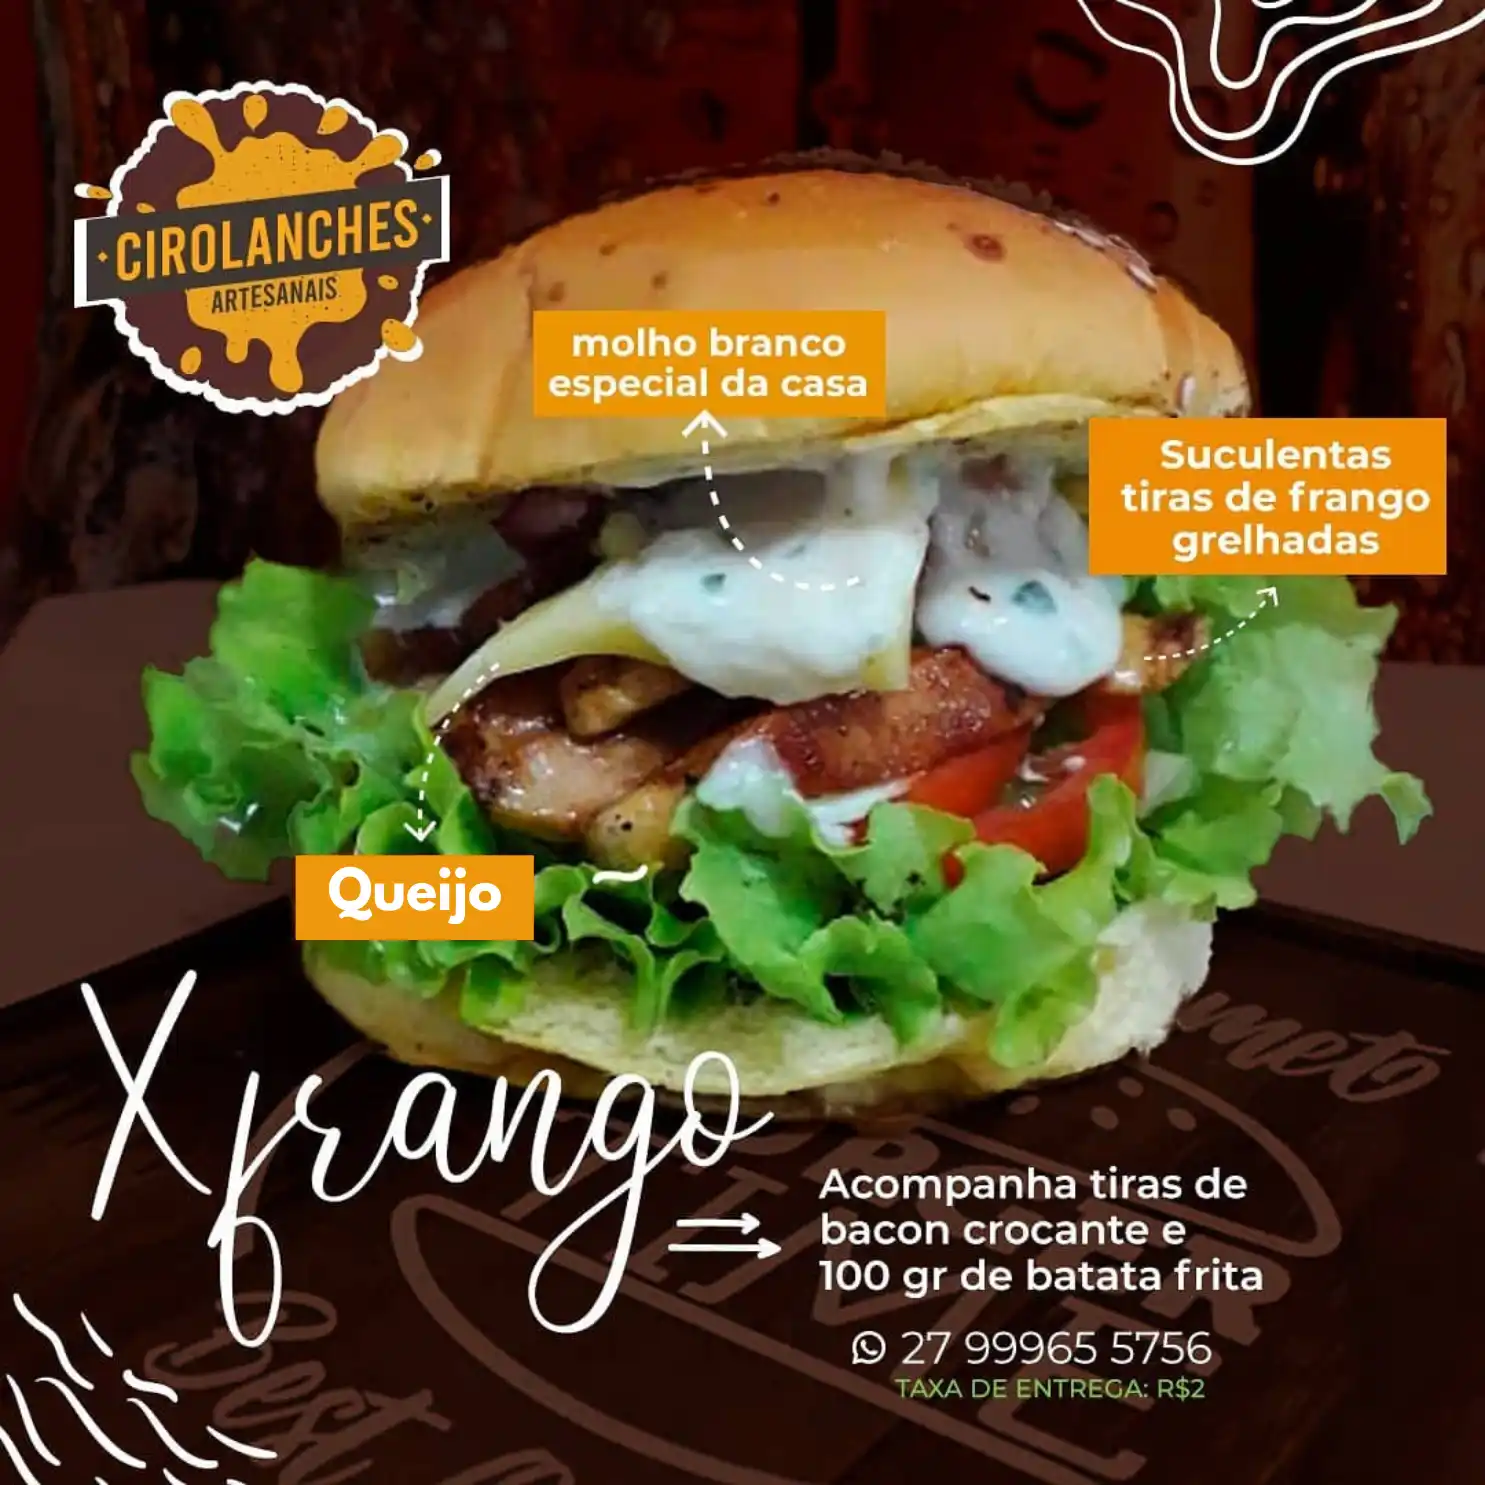 CIROLANCHES
ARTESANAIS
molho branco
especial da casa
Suculentas
tiras de frango
grelhadas
Queijo
Xfrango
Acompanha tiras de
bacon crocante e
100 gr de batata frita
27 99965 5756
TAXA DE ENTREGA: R$2
Best